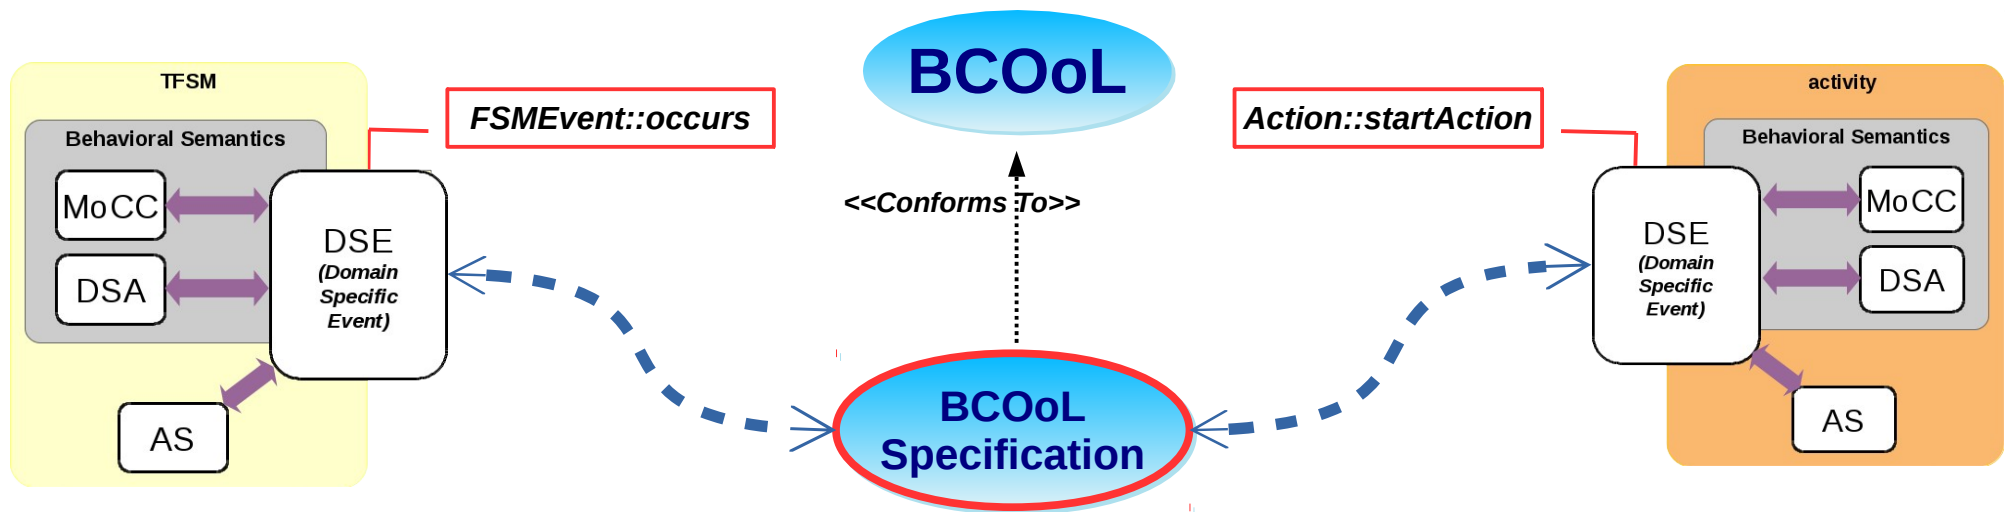 TFSM
Behavioral Semantics
MoCC
DSA
DSE
(Domain
Specific
Event)
AS
FSMEvent::occurs
BCOoL
<<Conforms To>>
BCOoL
Specification
Action::startAction
activity
Behavioral Semantics
DSE
(Domain
Specific
Event)
MoCC
DSA
AS